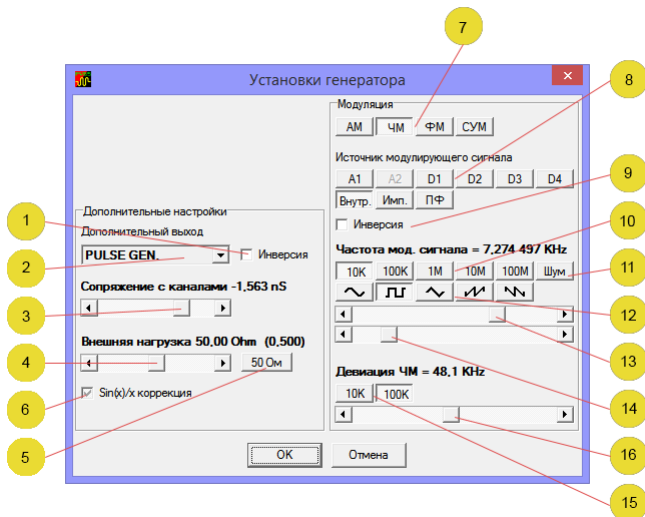 7
Установки генератора
8
Модуляция
АМ ЧМ ФМ СУМ
Источник модулирующего сигнала
A1 A2 D1 D2 D3 D4
9
Внутр. Имп. ПФ
1
Дополнительные настройки
Инверсия
10
Дополнительный выход
2
PULSE GEN. Инверсия
Частота мод. сигнала = 7,274 497 KHz
10K 100K 1M 10M 100M Шум
11
Сопряжение с каналами -1,563 nS
3
12
Внешняя нагрузка 50,00 Ohm (0,500)
4
50 Ом
13
Девиация ЧМ = 48,1 KHz
6
Sin(x)/x коррекция
10K 100K
14
5
OK Отмена
16
15